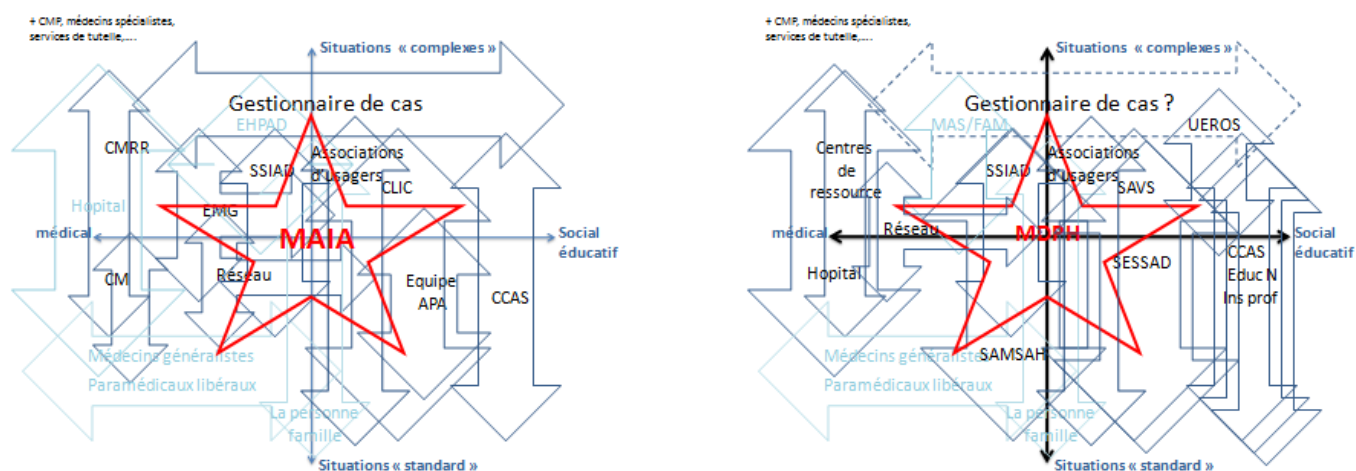 + CMP, médecins spécialistes,
services de tutelle,....
Situations « complexes »
Gestionnaire de cas
EHPAD
CMRR
SSIAD
Associations
d'usagers
CLIC
Hopital
EMG
médical
MAIA
Social
éducatif
CM
Réseau
Equipe
APA
CCAS
Médecins généralistes
Paramédicaux libéraux
La personne
famille
Situations « standard »
+ CMP, médecins spécialistes,
services de tutelle,....
Situations « complexes »
Gestionnaire de cas ?
MAS/FAM
UEROS
Centres
de
ressource
SSIAD
Associations
d'usagers
SAVS
médical
Réseau
MDPH
Social
éducatif
Hopital
SESSAD
CCAS
Educ N
Ins prof
SAMSAH
Médecins généralistes
Paramédicaux libéraux
La personne
famille
Situations « standard »